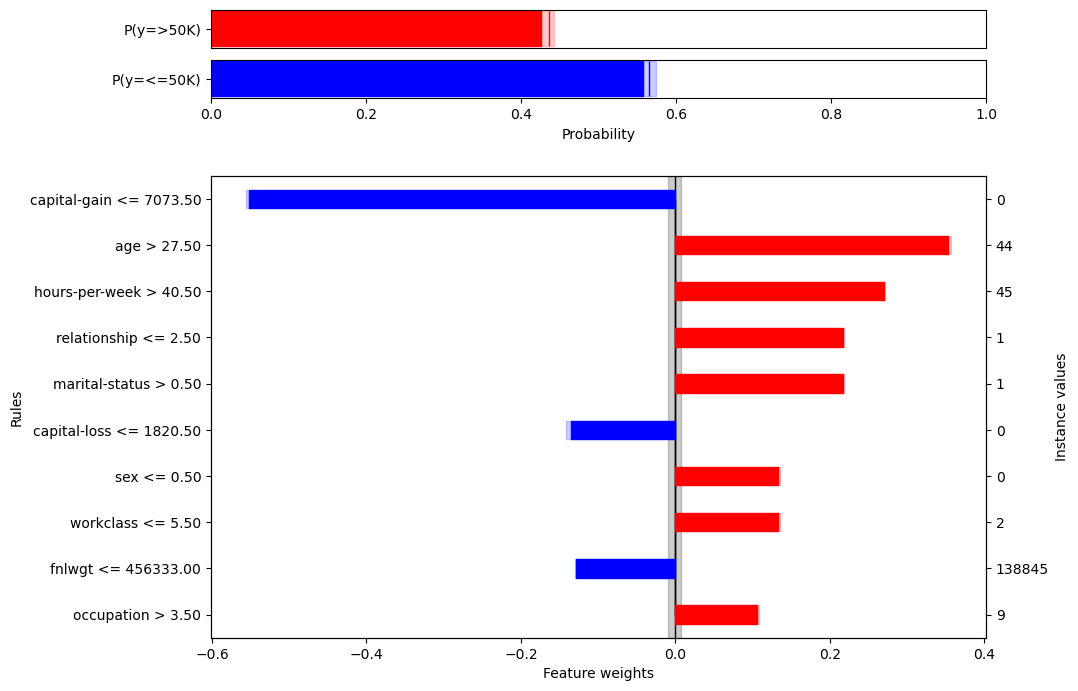 P(y=>50K)
P(y=<=50K)
0.0 0.2 0.4 0.6 0.8 1.0
Probability
Rules
capital-gain <= 7073.50 0
age > 27.50 44
hours-per-week > 40.50 45
relationship <= 2.50 1
marital-status > 0.50 1
capital-loss <= 1820.50 0
sex <= 0.50 0
workclass <= 5.50 2
fnlwgt <= 456333.00 138845
occupation > 3.50 9
Instance values
−0.6 −0.4 −0.2 0.0 0.2 0.4
Feature weights